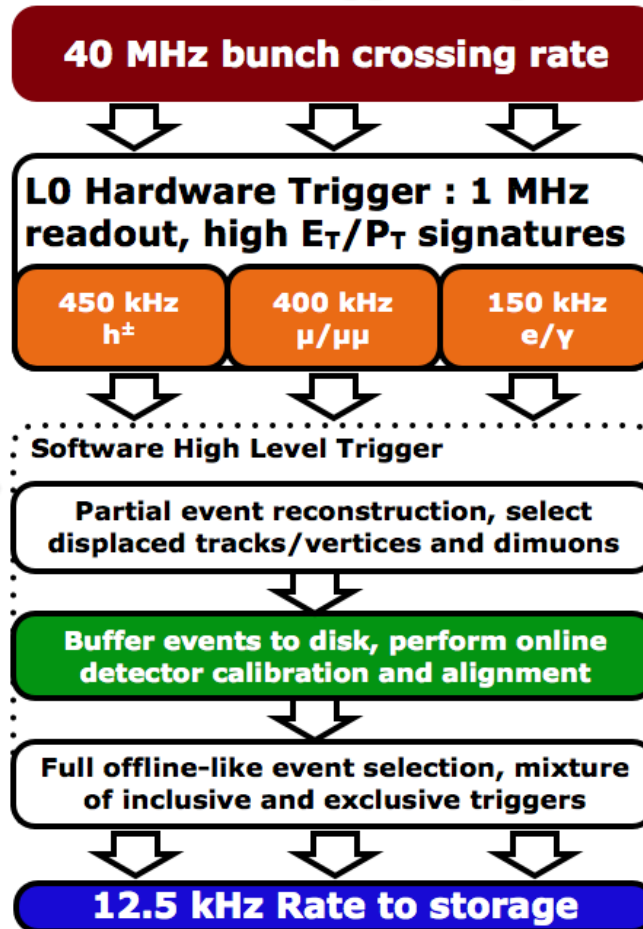 40 MHz bunch crossing rate
L0 Hardware Trigger : 1 MHz
readout, high E_T/P_T signatures
450 kHz
h±
400 kHz
μ/μμ
150 kHz
e/γ
Software High Level Trigger
Partial event reconstruction, select
displaced tracks/vertices and dimuons
Buffer events to disk, perform online
detector calibration and alignment
Full offline-like event selection, mixture
of inclusive and exclusive triggers
12.5 kHz Rate to storage